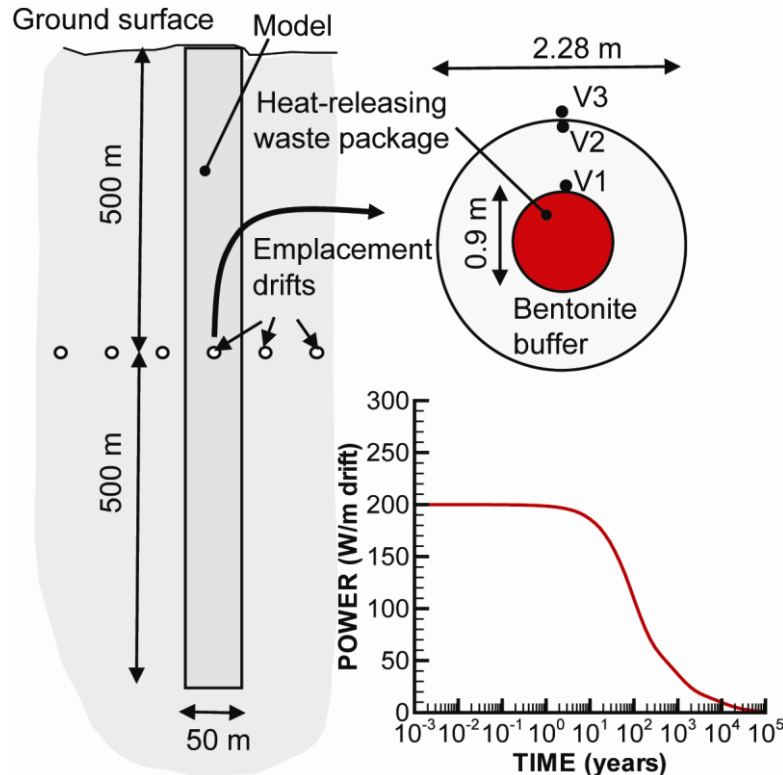 Ground surface
Model
2.28 m
V3
Heat-releasing
waste package
V2
V1
500 m
0.9 m
Emplacement
drifts
Bentonite
buffer
500 m
50 m
POWER (W/m drift)
300
250
200
150
100
50
0
10⁻³ 10⁻² 10⁻¹ 10⁰ 10¹ 10² 10³ 10⁴ 10⁵
TIME (years)